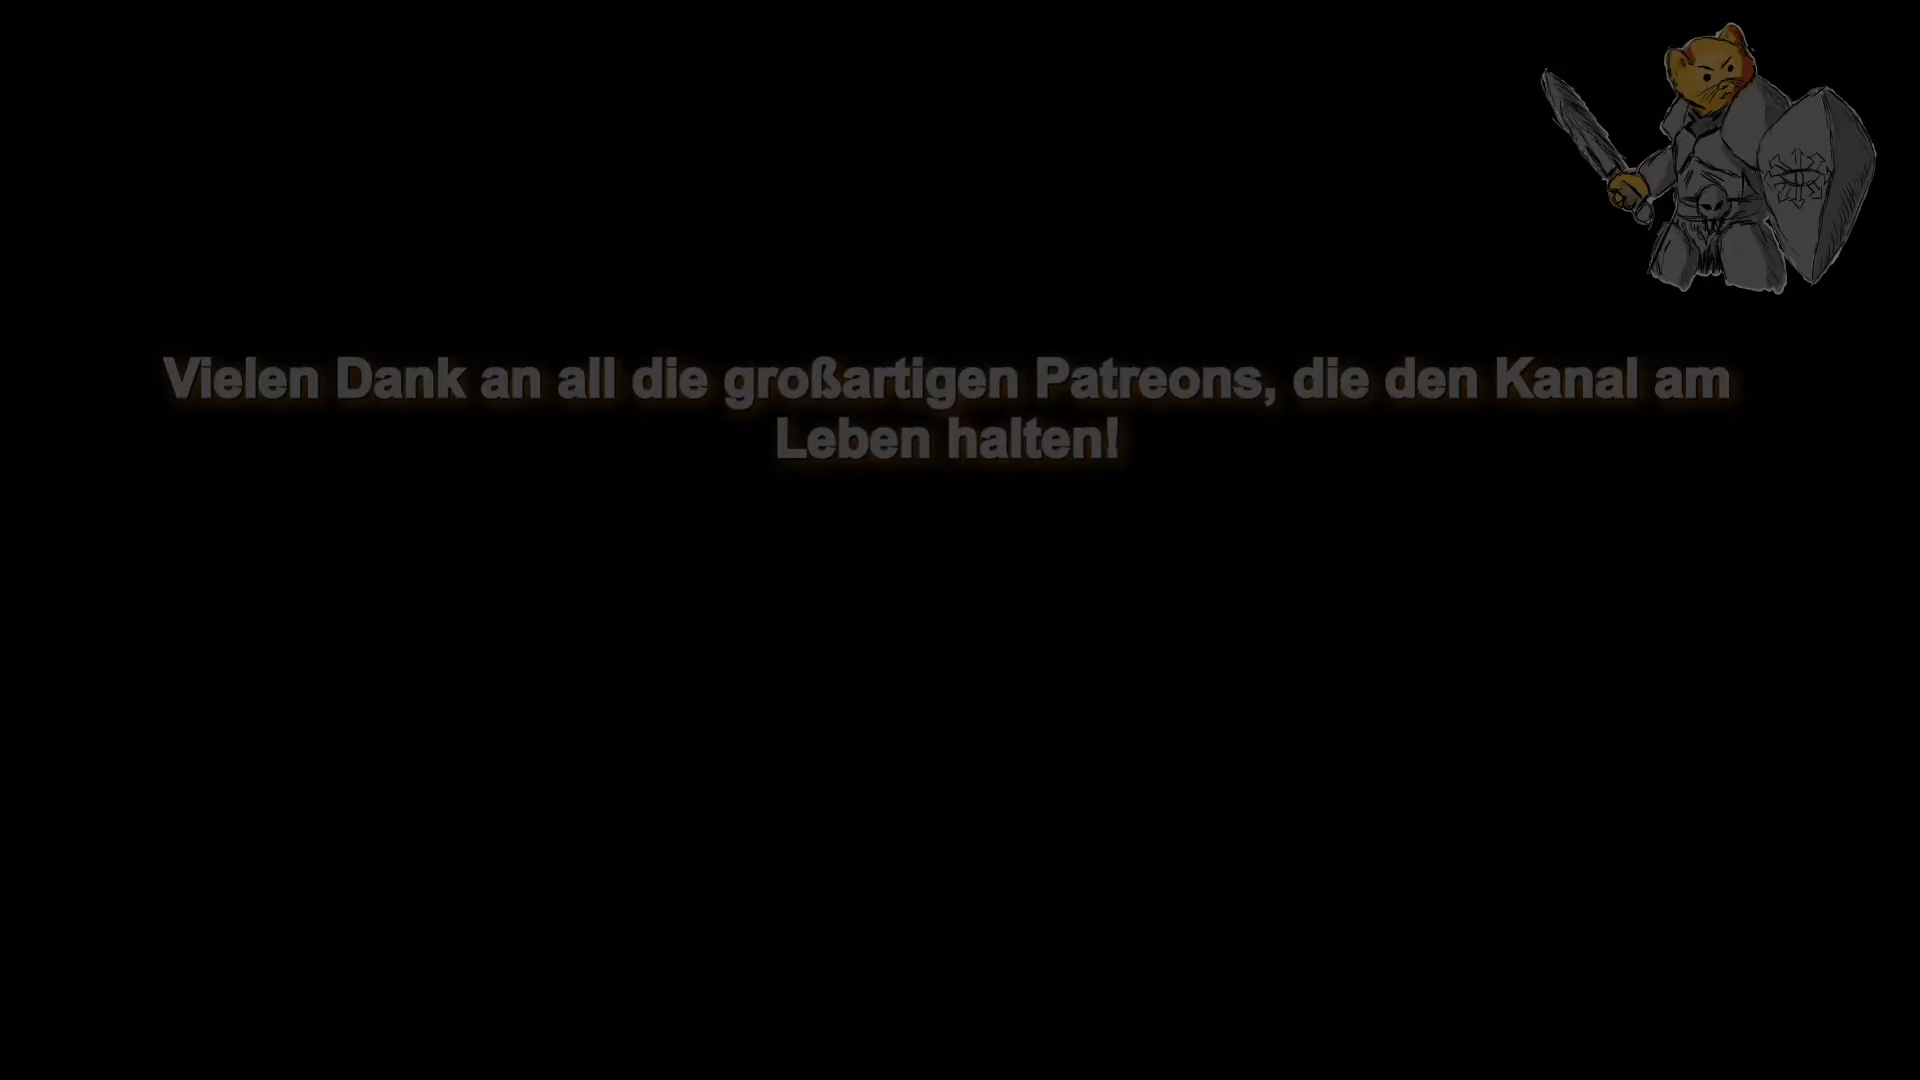 Vielen Dank an all die großartigen Patreons, die den Kanal am
Leben halten!